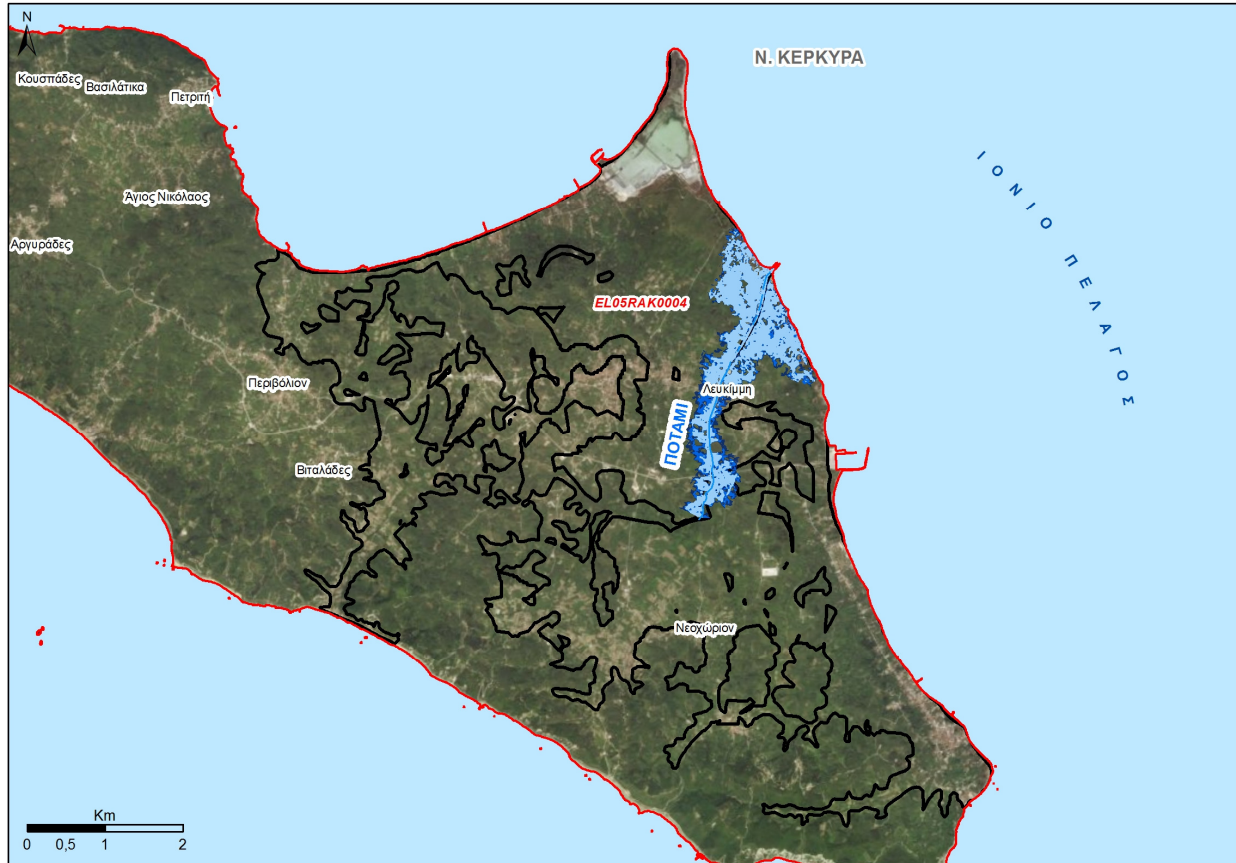 N
Ν. ΚΕΡΚΥΡΑ
Κουσπάδες
Βασιλάτικα
Πετριτή
Άγιος Νικόλαος
Αργυράδες
ΙΟΝΙΟ ΠΕΛΑΓΟΣ
EL05RAK0004
Περιβόλιον
Λευκίμμη
ΠΟΤΑΜΙ
Βιταλάδες
Νεοχώριον
Km
0 0,5 1 2